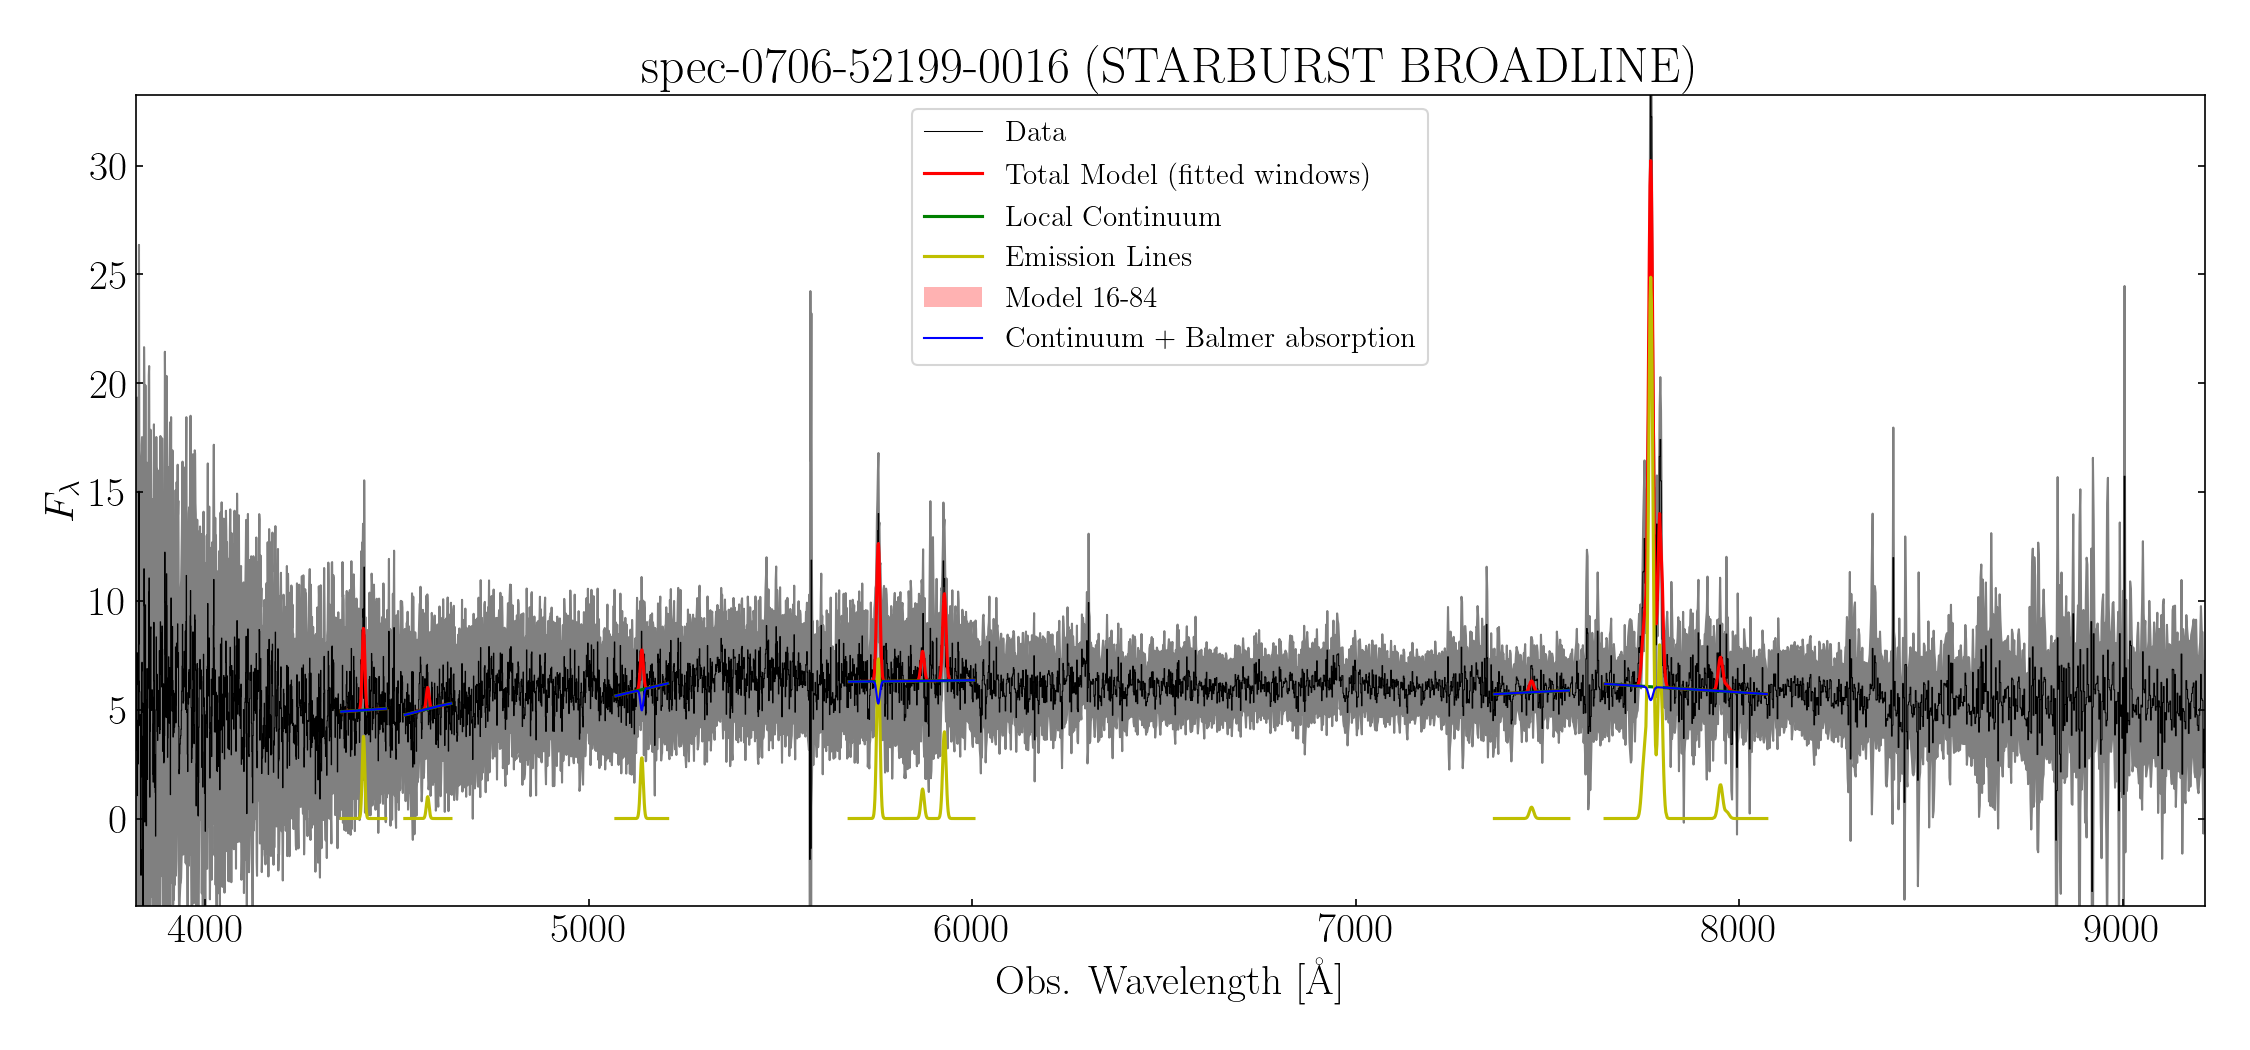 spec-0706-52199-0016 (STARBURST BROADLINE)
Data
Total Model (fitted windows)
Local Continuum
Emission Lines
Model 16-84
Continuum + Balmer absorption
30
25
20
15
10
5
0
Fλ
4000 5000 6000 7000 8000 9000
Obs. Wavelength [Å]